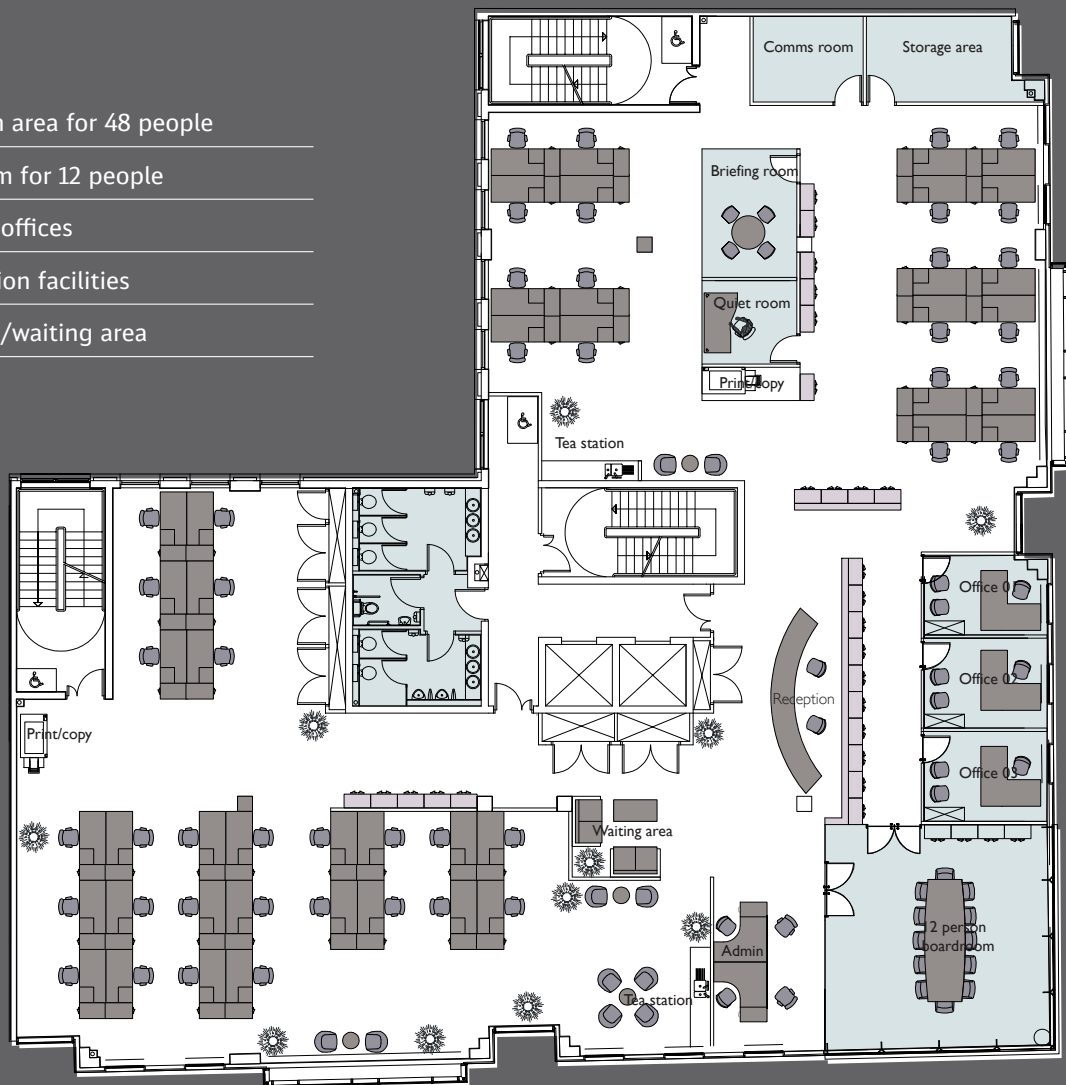 n area for 48 people
m for 12 people
offices
ion facilities
/waiting area
Comms room
Storage area
Briefing room
Quiet room
Print/copy
Tea station
Office 01
Office 02
Reception
Office 03
Print/copy
Waiting area
12 person
boardroom
Admin
Tea station